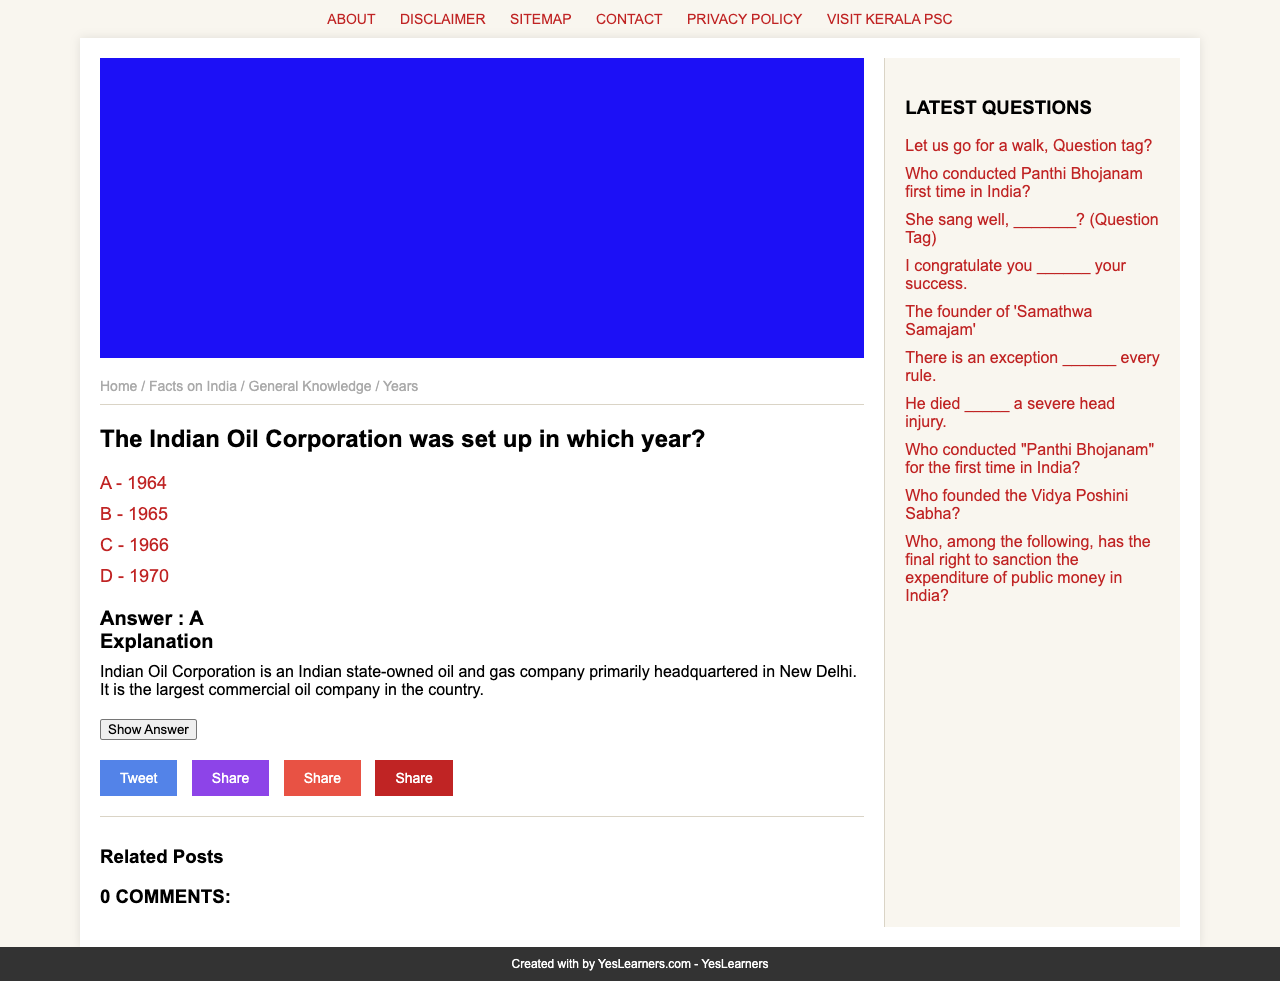 ABOUT DISCLAIMER SITEMAP CONTACT PRIVACY POLICY VISIT KERALA PSC
Home / Facts on India / General Knowledge / Years
The Indian Oil Corporation was set up in which year?
A - 1964
B - 1965
C - 1966
D - 1970
Answer : A
Explanation
Indian Oil Corporation is an Indian state-owned oil and gas company primarily headquartered in New Delhi.
It is the largest commercial oil company in the country.
Show Answer
Tweet Share Share Share
Related Posts
0 COMMENTS:
LATEST QUESTIONS
Let us go for a walk, Question tag?
Who conducted Panthi Bhojanam
first time in India?
She sang well, _______? (Question
Tag)
I congratulate you ______ your
success.
The founder of 'Samathwa
Samajam'
There is an exception ______ every
rule.
He died _____ a severe head
injury.
Who conducted "Panthi Bhojanam"
for the first time in India?
Who founded the Vidya Poshini
Sabha?
Who, among the following, has the
final right to sanction the
expenditure of public money in
India?
Created with by YesLearners.com - YesLearners